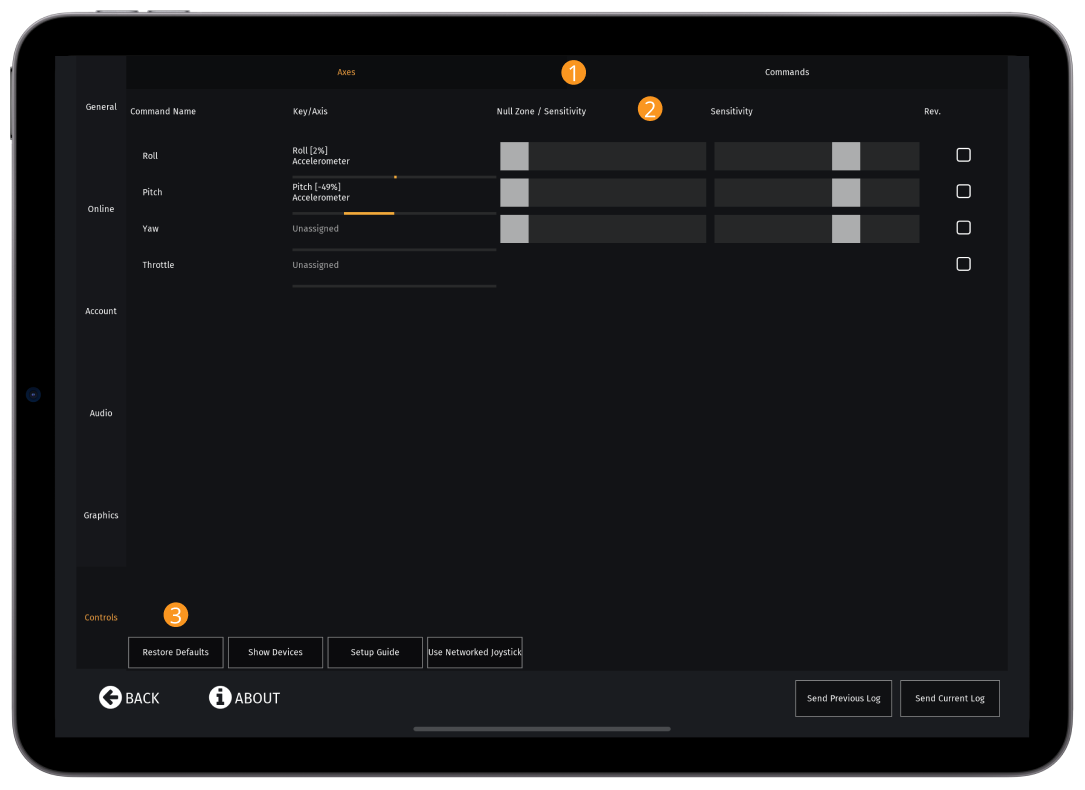 Axes
1
Commands
General
Command Name
Key/Axis
Null Zone / Sensitivity
2
Sensitivity
Rev.
Roll
Roll [2%]
Accelerometer
Pitch
Pitch [-49%]
Accelerometer
Online
Yaw
Unassigned
Throttle
Unassigned
Account
Audio
Graphics
Controls
3
Restore Defaults
Show Devices
Setup Guide
Use Networked Joystick
BACK
ABOUT
Send Previous Log
Send Current Log